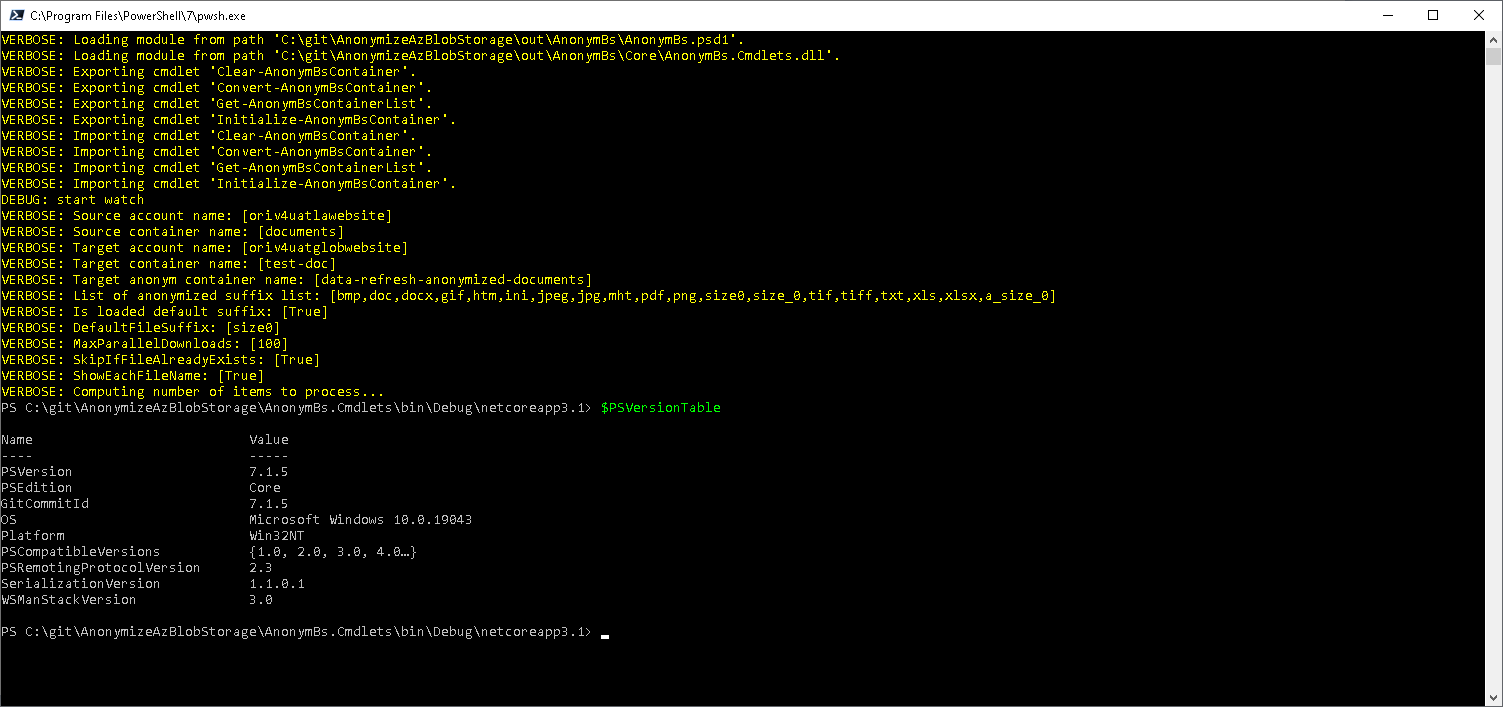 C:\Program Files\PowerShell\7\pwsh.exe
VERBOSE: Loading module from path 'C:\git\AnonymizeAzBlobStorage\out\AnonymBs\AnonymBs.psd1'.
VERBOSE: Loading module from path 'C:\git\AnonymizeAzBlobStorage\out\AnonymBs\Core\AnonymBs.Cmdlets.dll'.
VERBOSE: Exporting cmdlet 'Clear-AnonymBsContainer'.
VERBOSE: Exporting cmdlet 'Convert-AnonymBsContainer'.
VERBOSE: Exporting cmdlet 'Get-AnonymBsContainerList'.
VERBOSE: Exporting cmdlet 'Initialize-AnonymBsContainer'.
VERBOSE: Importing cmdlet 'Clear-AnonymBsContainer'.
VERBOSE: Importing cmdlet 'Convert-AnonymBsContainer'.
VERBOSE: Importing cmdlet 'Get-AnonymBsContainerList'.
VERBOSE: Importing cmdlet 'Initialize-AnonymBsContainer'.
DEBUG: start watch
VERBOSE: Source account name: [oriv4uatlawebsite]
VERBOSE: Source container name: [documents]
VERBOSE: Target account name: [oriv4uatglobwebsite]
VERBOSE: Target container name: [test-doc]
VERBOSE: Target anonym container name: [data-refresh-anonymized-documents]
VERBOSE: List of anonymized suffix list: [bmp,doc,docx,gif,htm,ini,jpeg,jpg,mht,pdf,png,size0,size_0,tif,tiff,txt,xls,xlsx,a_size_0]
VERBOSE: Is loaded default suffix: [True]
VERBOSE: DefaultFileSuffix: [size0]
VERBOSE: MaxParallelDownloads: [100]
VERBOSE: SkipIfFileAlreadyExists: [True]
VERBOSE: ShowEachFileName: [True]
VERBOSE: Computing number of items to process...
PS C:\git\AnonymizeAzBlobStorage\AnonymBs.Cmdlets\bin\Debug\netcoreapp3.1> $PSVersionTable
Name                           Value
----                           -----
PSVersion                      7.1.5
PSEdition                      Core
GitCommitId                    7.1.5
OS                             Microsoft Windows 10.0.19043
Platform                       Win32NT
PSCompatibleVersions           {1.0, 2.0, 3.0, 4.0…}
PSRemotingProtocolVersion      2.3
SerializationVersion           1.1.0.1
WSManStackVersion              3.0
PS C:\git\AnonymizeAzBlobStorage\AnonymBs.Cmdlets\bin\Debug\netcoreapp3.1>